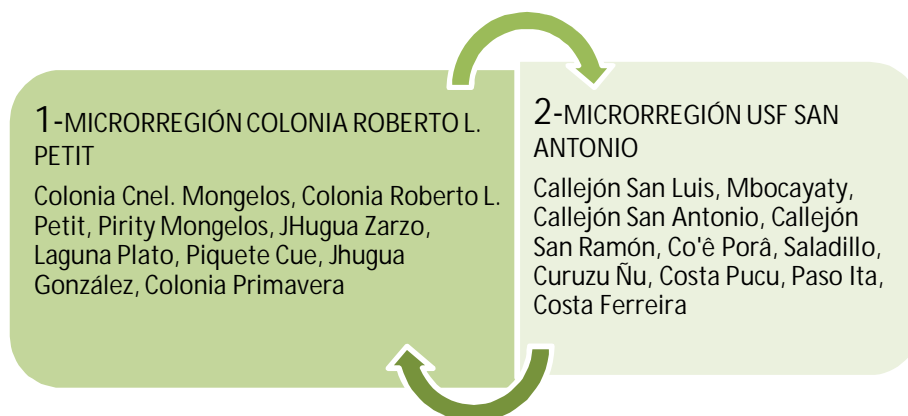 1-MICRORREGIÓN COLONIA ROBERTO L.
PETIT
Colonia Cnel. Mongelos, Colonia Roberto L.
Petit, Pirity Mongelos, JHugua Zarzo,
Laguna Plato, Piquete Cue, Jhugua
González, Colonia Primavera
2-MICRORREGIÓN USF SAN
ANTONIO
Callejón San Luis, Mbocayaty,
Callejón San Antonio, Callejón
San Ramón, Co'ê Porâ, Saladillo,
Curuzu Ñu, Costa Pucu, Paso Ita,
Costa Ferreira